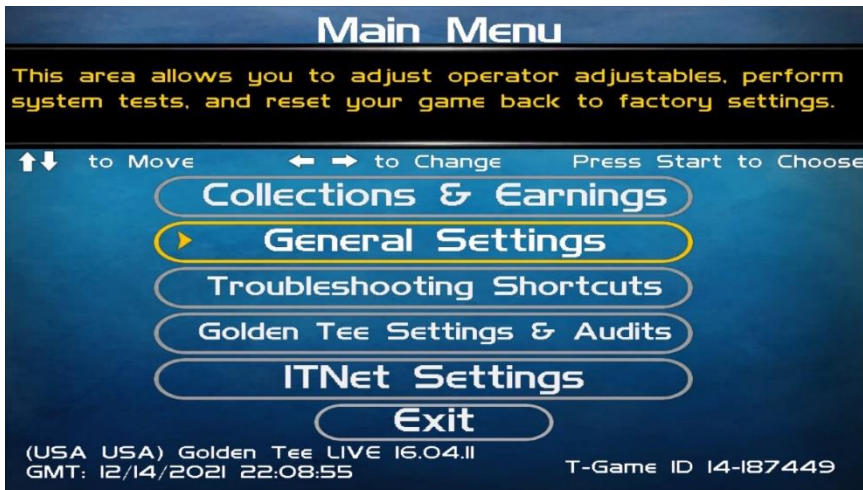 Main Menu
This area allows you to adjust operator adjustables, perform
system tests, and reset your game back to factory settings.
to Move to Change Press Start to Choose
Collections & Earnings
General Settings
Troubleshooting Shortcuts
Golden Tee Settings & Audits
ITNet Settings
Exit
(USA USA) Golden Tee LIVE 16.04.11
GMT: 12/14/2021 22:08:55
T-Game ID 14-187449